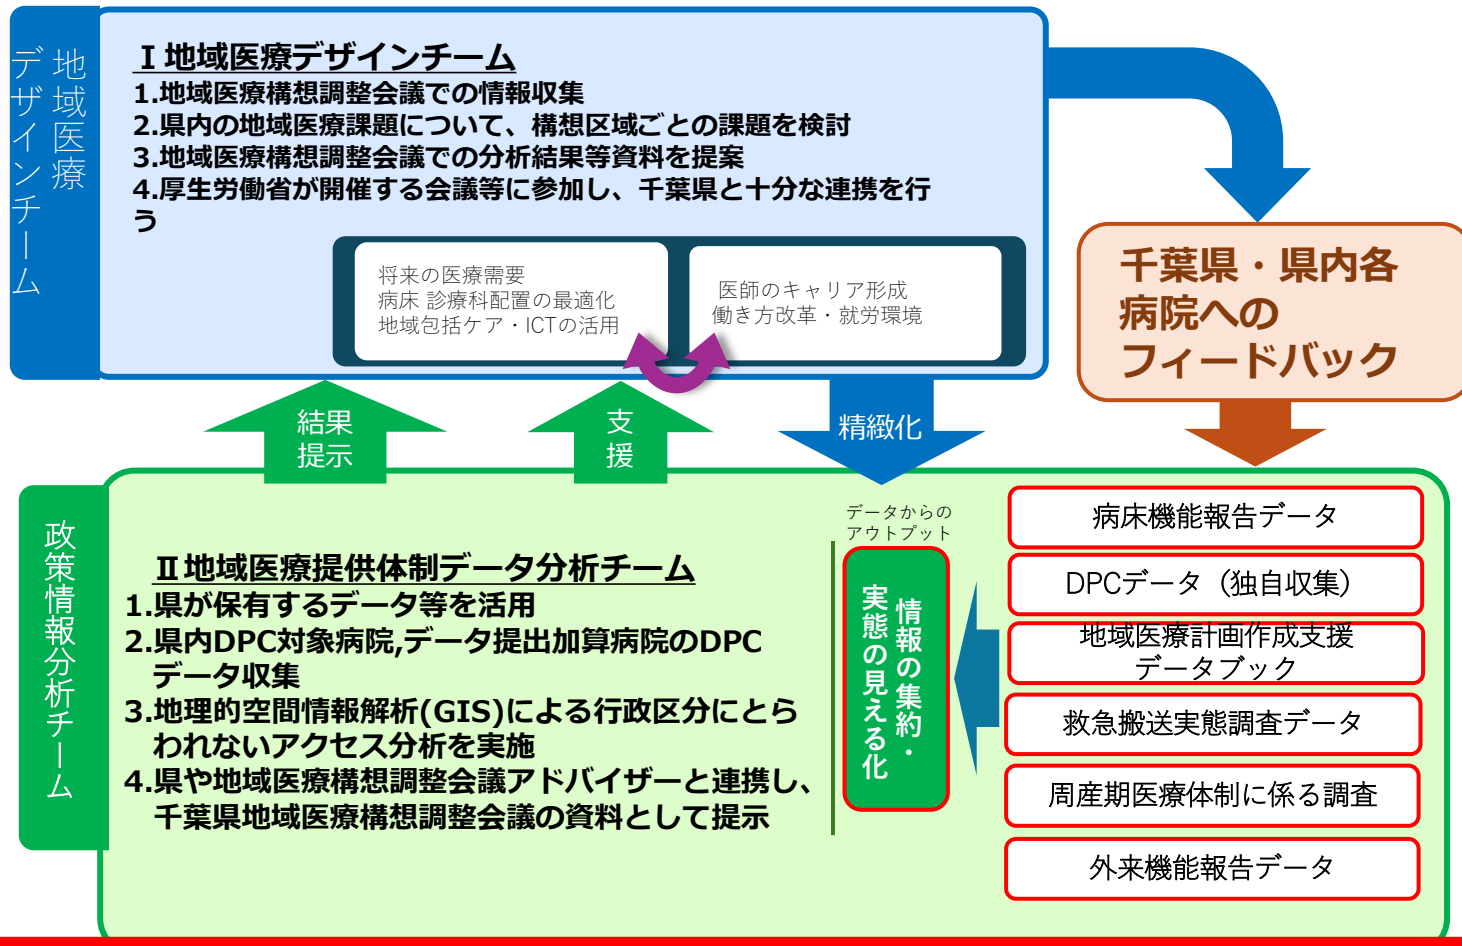 地域医療
デザインチーム
Ⅰ地域医療デザインチーム
1.地域医療構想調整会議での情報収集
2.県内の地域医療課題について、構想区域ごとの課題を検討
3.地域医療構想調整会議での分析結果等資料を提案
4.厚生労働省が開催する会議等に参加し、千葉県と十分な連携を行
う
将来の医療需要
病床 診療科配置の最適化
地域包括ケア・ICTの活用
医師のキャリア形成
働き方改革・就労環境
千葉県・県内各
病院への
フィードバック
結果
提示
支
援
精緻化
政策情報分析チーム
Ⅱ地域医療提供体制データ分析チーム
1.県が保有するデータ等を活用
2.県内DPC対象病院,データ提出加算病院のDPC
データ収集
3.地理的空間情報解析(GIS)による行政区分にとら
われないアクセス分析を実施
4.県や地域医療構想調整会議アドバイザーと連携し、
千葉県地域医療構想調整会議の資料として提示
データからの
アウトプット
情報の集約・
実態の見える化
病床機能報告データ
DPCデータ（独自収集）
地域医療計画作成支援
データブック
救急搬送実態調査データ
周産期医療体制に係る調査
外来機能報告データ